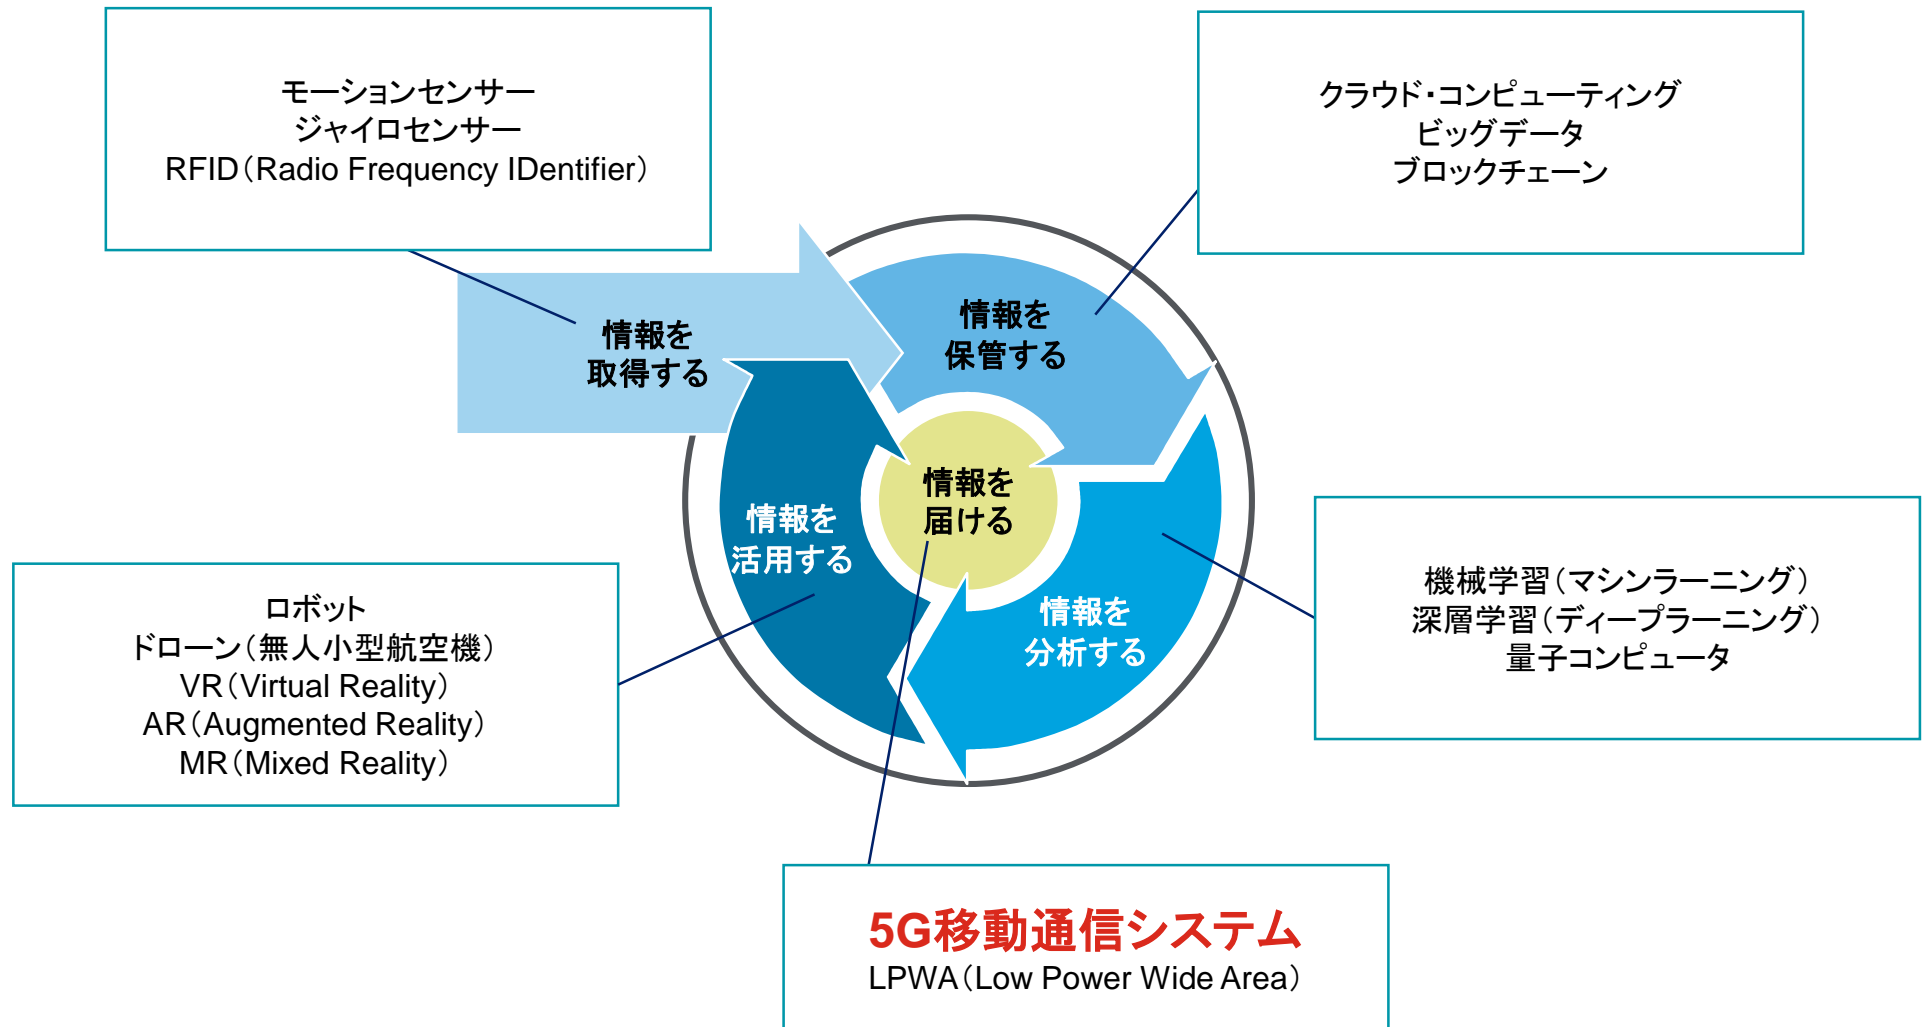 モーションセンサー
ジャイロセンサー
RFID（Radio Frequency IDentifier）
クラウド・コンピューティング
ビッグデータ
ブロックチェーン
情報を
取得する
情報を
保管する
情報を
届ける
情報を
活用する
情報を
分析する
機械学習（マシンラーニング）
深層学習（ディープラーニング）
量子コンピュータ
ロボット
ドローン（無人小型航空機）
VR（Virtual Reality）
AR（Augmented Reality）
MR（Mixed Reality）
5G移動通信システム
LPWA（Low Power Wide Area）